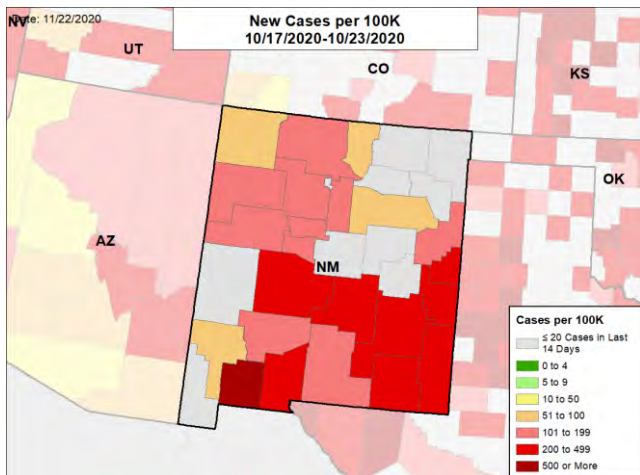 NV
Date: 11/22/2020
New Cases per 100K
10/17/2020-10/23/2020
UT
CO
KS
OK
AZ
NM
Cases per 100K
≤ 20 Cases in Last
14 Days
0 to 4
5 to 9
10 to 50
51 to 100
101 to 199
200 to 499
500 or More